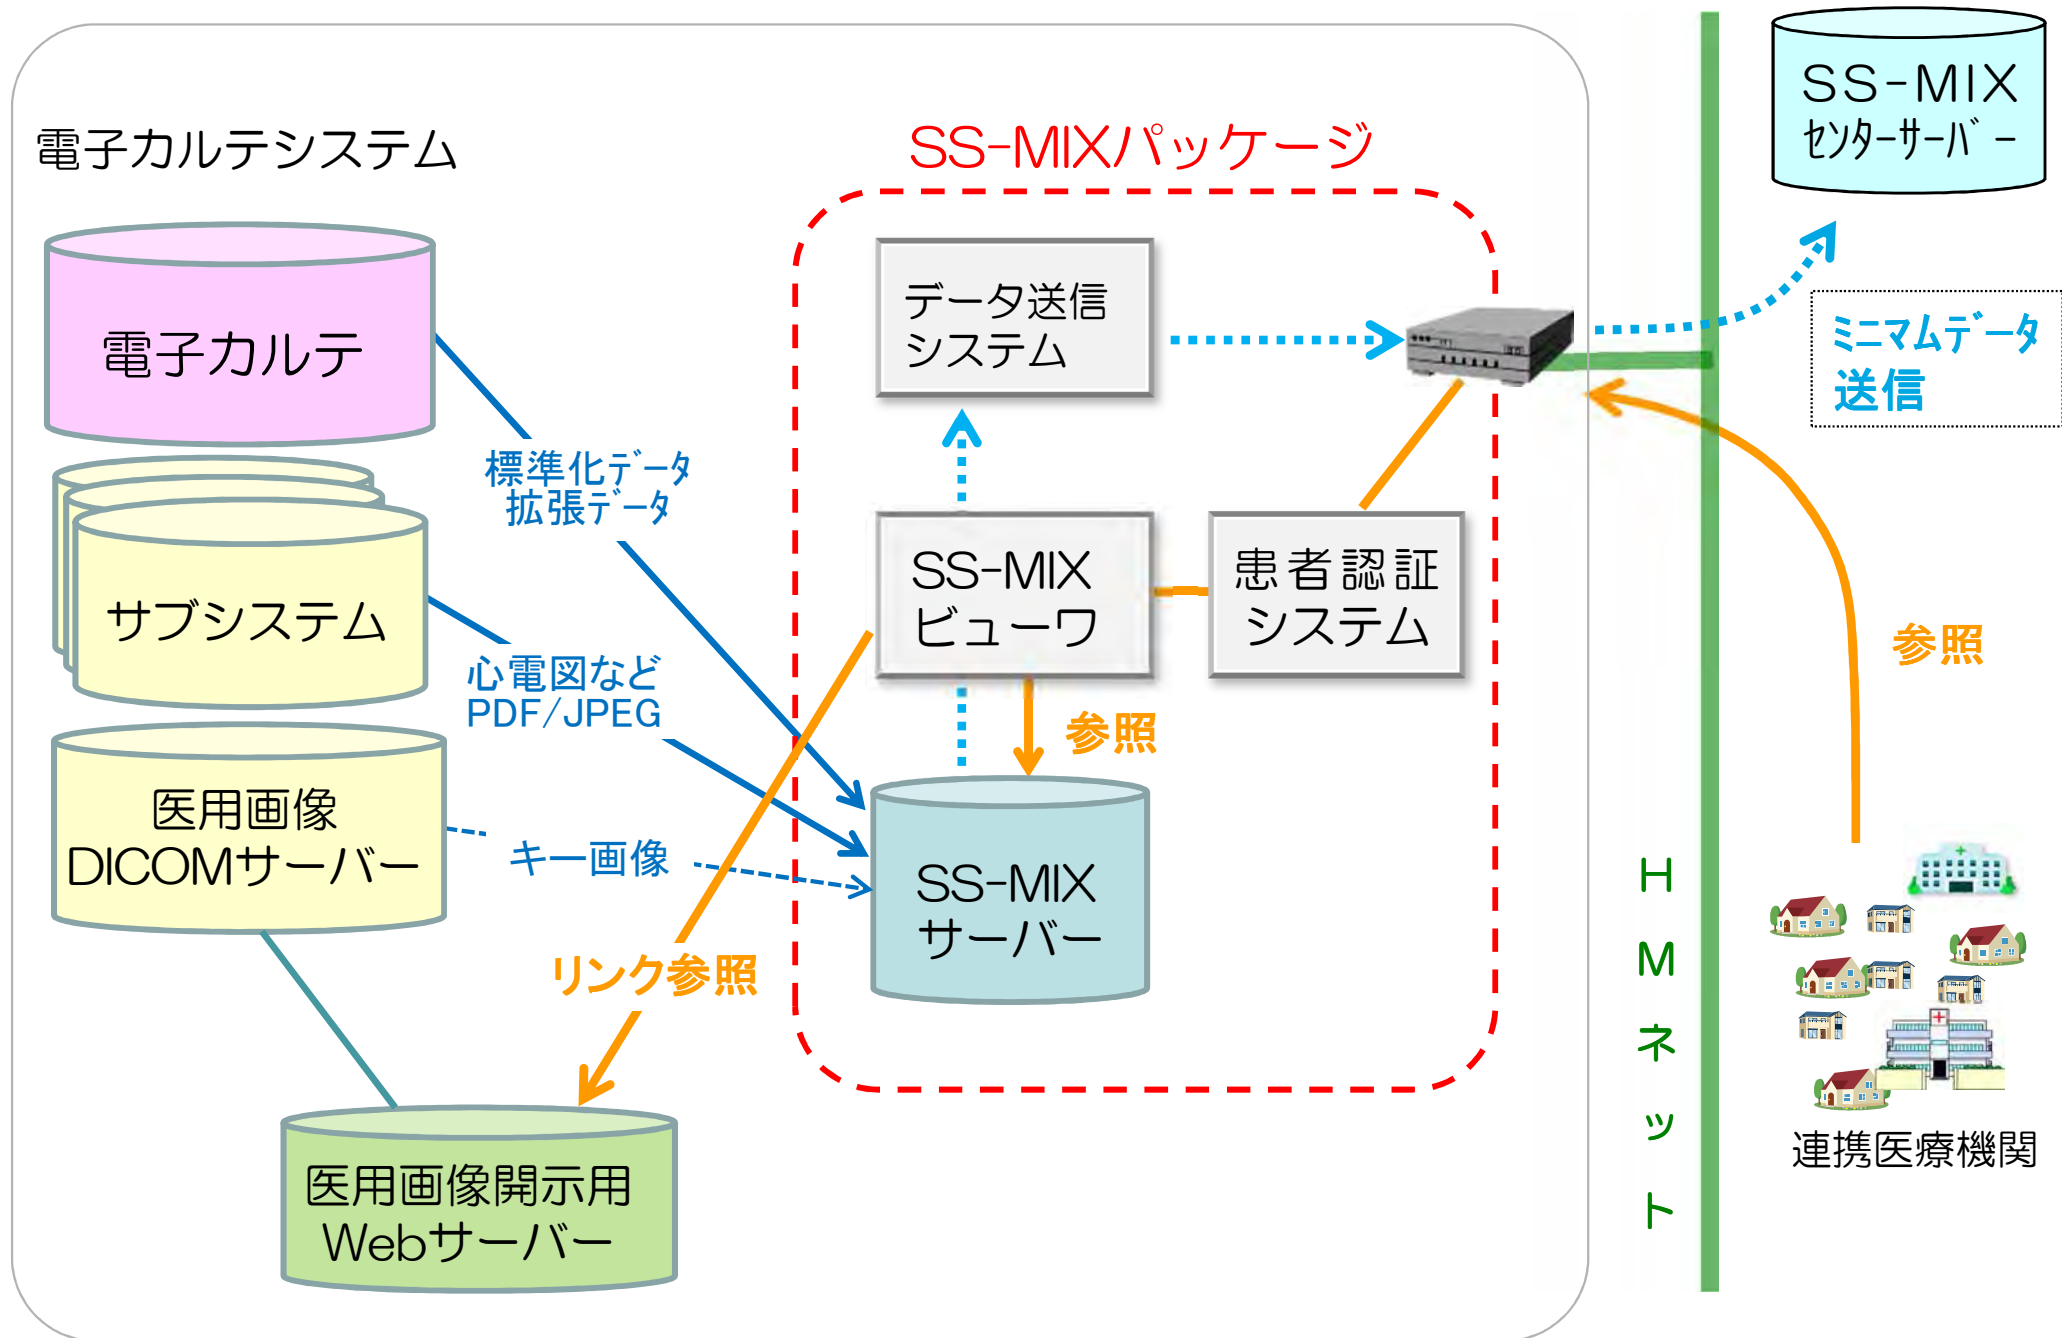 電子カルテシステム
SS-MIXパッケージ
SS-MIX
センターサーバー
電子カルテ
データ送信
システム
ミニマムデータ
送信
標準化データ
拡張データ
サブシステム
SS-MIX
ビューワ
患者認証
システム
参照
心電図など
PDF/JPEG
参照
医用画像
DICOMサーバー
キー画像
SS-MIX
サーバー
リンク参照
HMネット
連携医療機関
医用画像開示用
Webサーバー